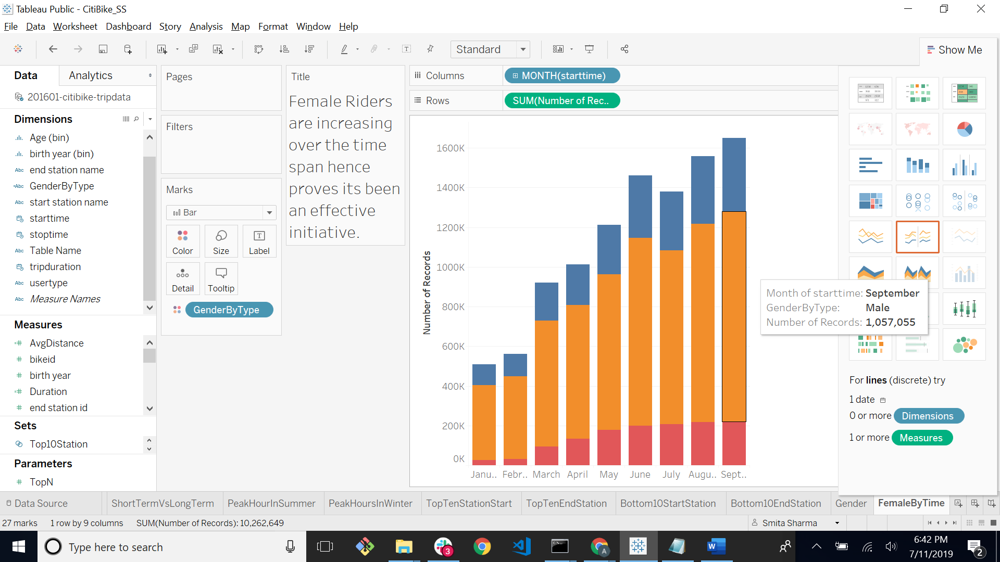 Tableau Public - CitiBike_SS
File Data Worksheet Dashboard Story Analysis Map Format Window Help
Standard
Show Me
Data Analytics
201601-citibike-tripdata
Dimensions
Abc
Age (bin)
birth year (bin)
Abc end station name
=Abc GenderByType
Abc start station name
starttime
stoptime
Abc Table Name
tripduration
Abc usertype
Abc Measure Names
Measures
=# AvgDistance
# bikeid
# birth year
=# Duration
# end station id
Sets
Top10Station
Parameters
# TopN
Pages
Filters
Marks
Bar
Color Size Label
Detail Tooltip
GenderByType
Title
Female Riders
are increasing
over the time
span hence
proves its been
an effective
initiative.
Columns MONTH(starttime)
Rows SUM(Number of Rec..
Number of Records
1600K
1400K
1200K
1000K
800K
600K
400K
200K
0K
Janu.. Febr.. March April May June July Augu.. Sept..
Month of starttime: September
GenderByType: Male
Number of Records: 1,057,055
For lines (discrete) try
1 date
0 or more Dimensions
1 or more Measures
Data Source ShortTermVsLongTerm PeakHourInSummer PeakHoursInWinter TopTenStationStart TopTenEndStation Bottom10StartStation Bottom10EndStation Gender FemaleByTime
27 marks 1 row by 9 columns SUM(Number of Records): 10,262,649 Smita Sharma
Type here to search
3
A
W
6:42 PM
7/11/2019
2